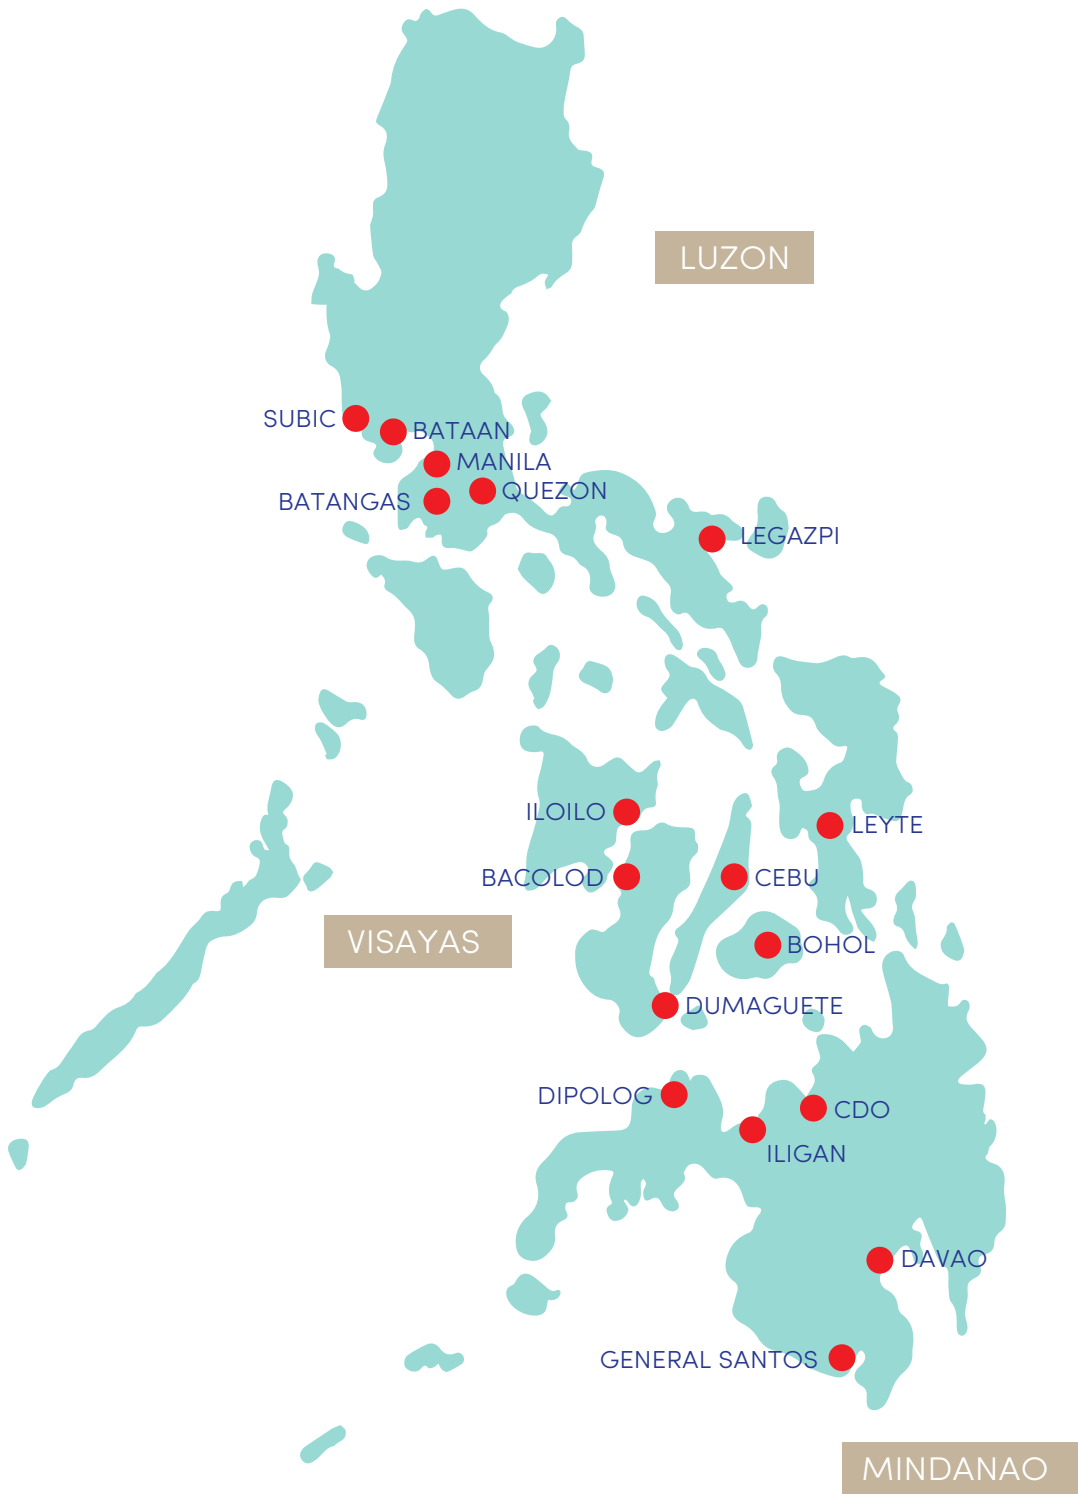 LUZON
SUBIC
BATAAN
MANILA
QUEZON
BATANGAS
LEGAZPI
ILOILO
LEYTE
BACOLOD
CEBU
VISAYAS
BOHOL
DUMAGUETE
DIPOLOG
CDO
ILIGAN
DAVAO
GENERAL SANTOS
MINDANAO